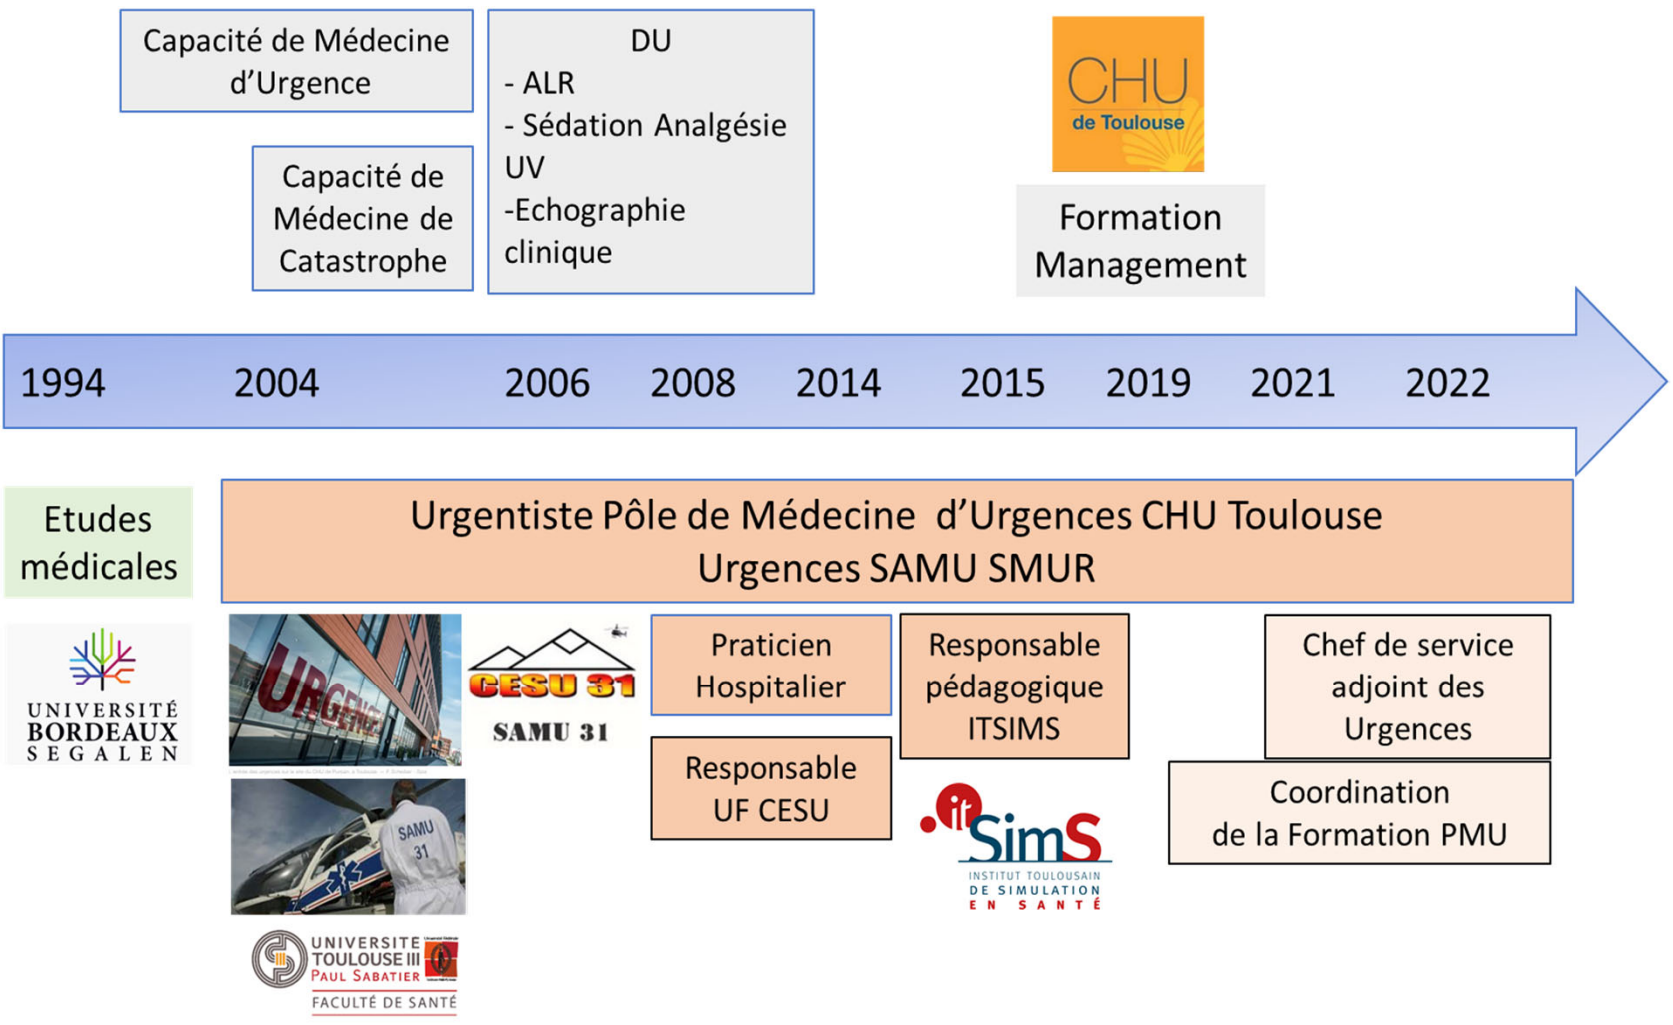 Capacité de Médecine
d’Urgence
Capacité de
Médecine de
Catastrophe
DU
- ALR
- Sédation Analgésie
UV
-Echographie
clinique
CHU
de Toulouse
Formation
Management
1994
2004
2006
2008
2014
2015
2019
2021
2022
Etudes
médicales
Urgentiste Pôle de Médecine d’Urgences CHU Toulouse
Urgences SAMU SMUR
UNIVERSITÉ
BORDEAUX
SEGALEN
URGENCES
SAMU
31
UNIVERSITE
TOULOUSE III
PAUL SABATIER
FACULTÉ DE SANTÉ
CESU 31
SAMU 31
Praticien
Hospitalier
Responsable
UF CESU
Responsable
pédagogique
ITSIMS
it
SimS
INSTITUT TOULOUSAIN
DE SIMULATION
EN SANTÉ
Chef de service
adjoint des
Urgences
Coordination
de la Formation PMU